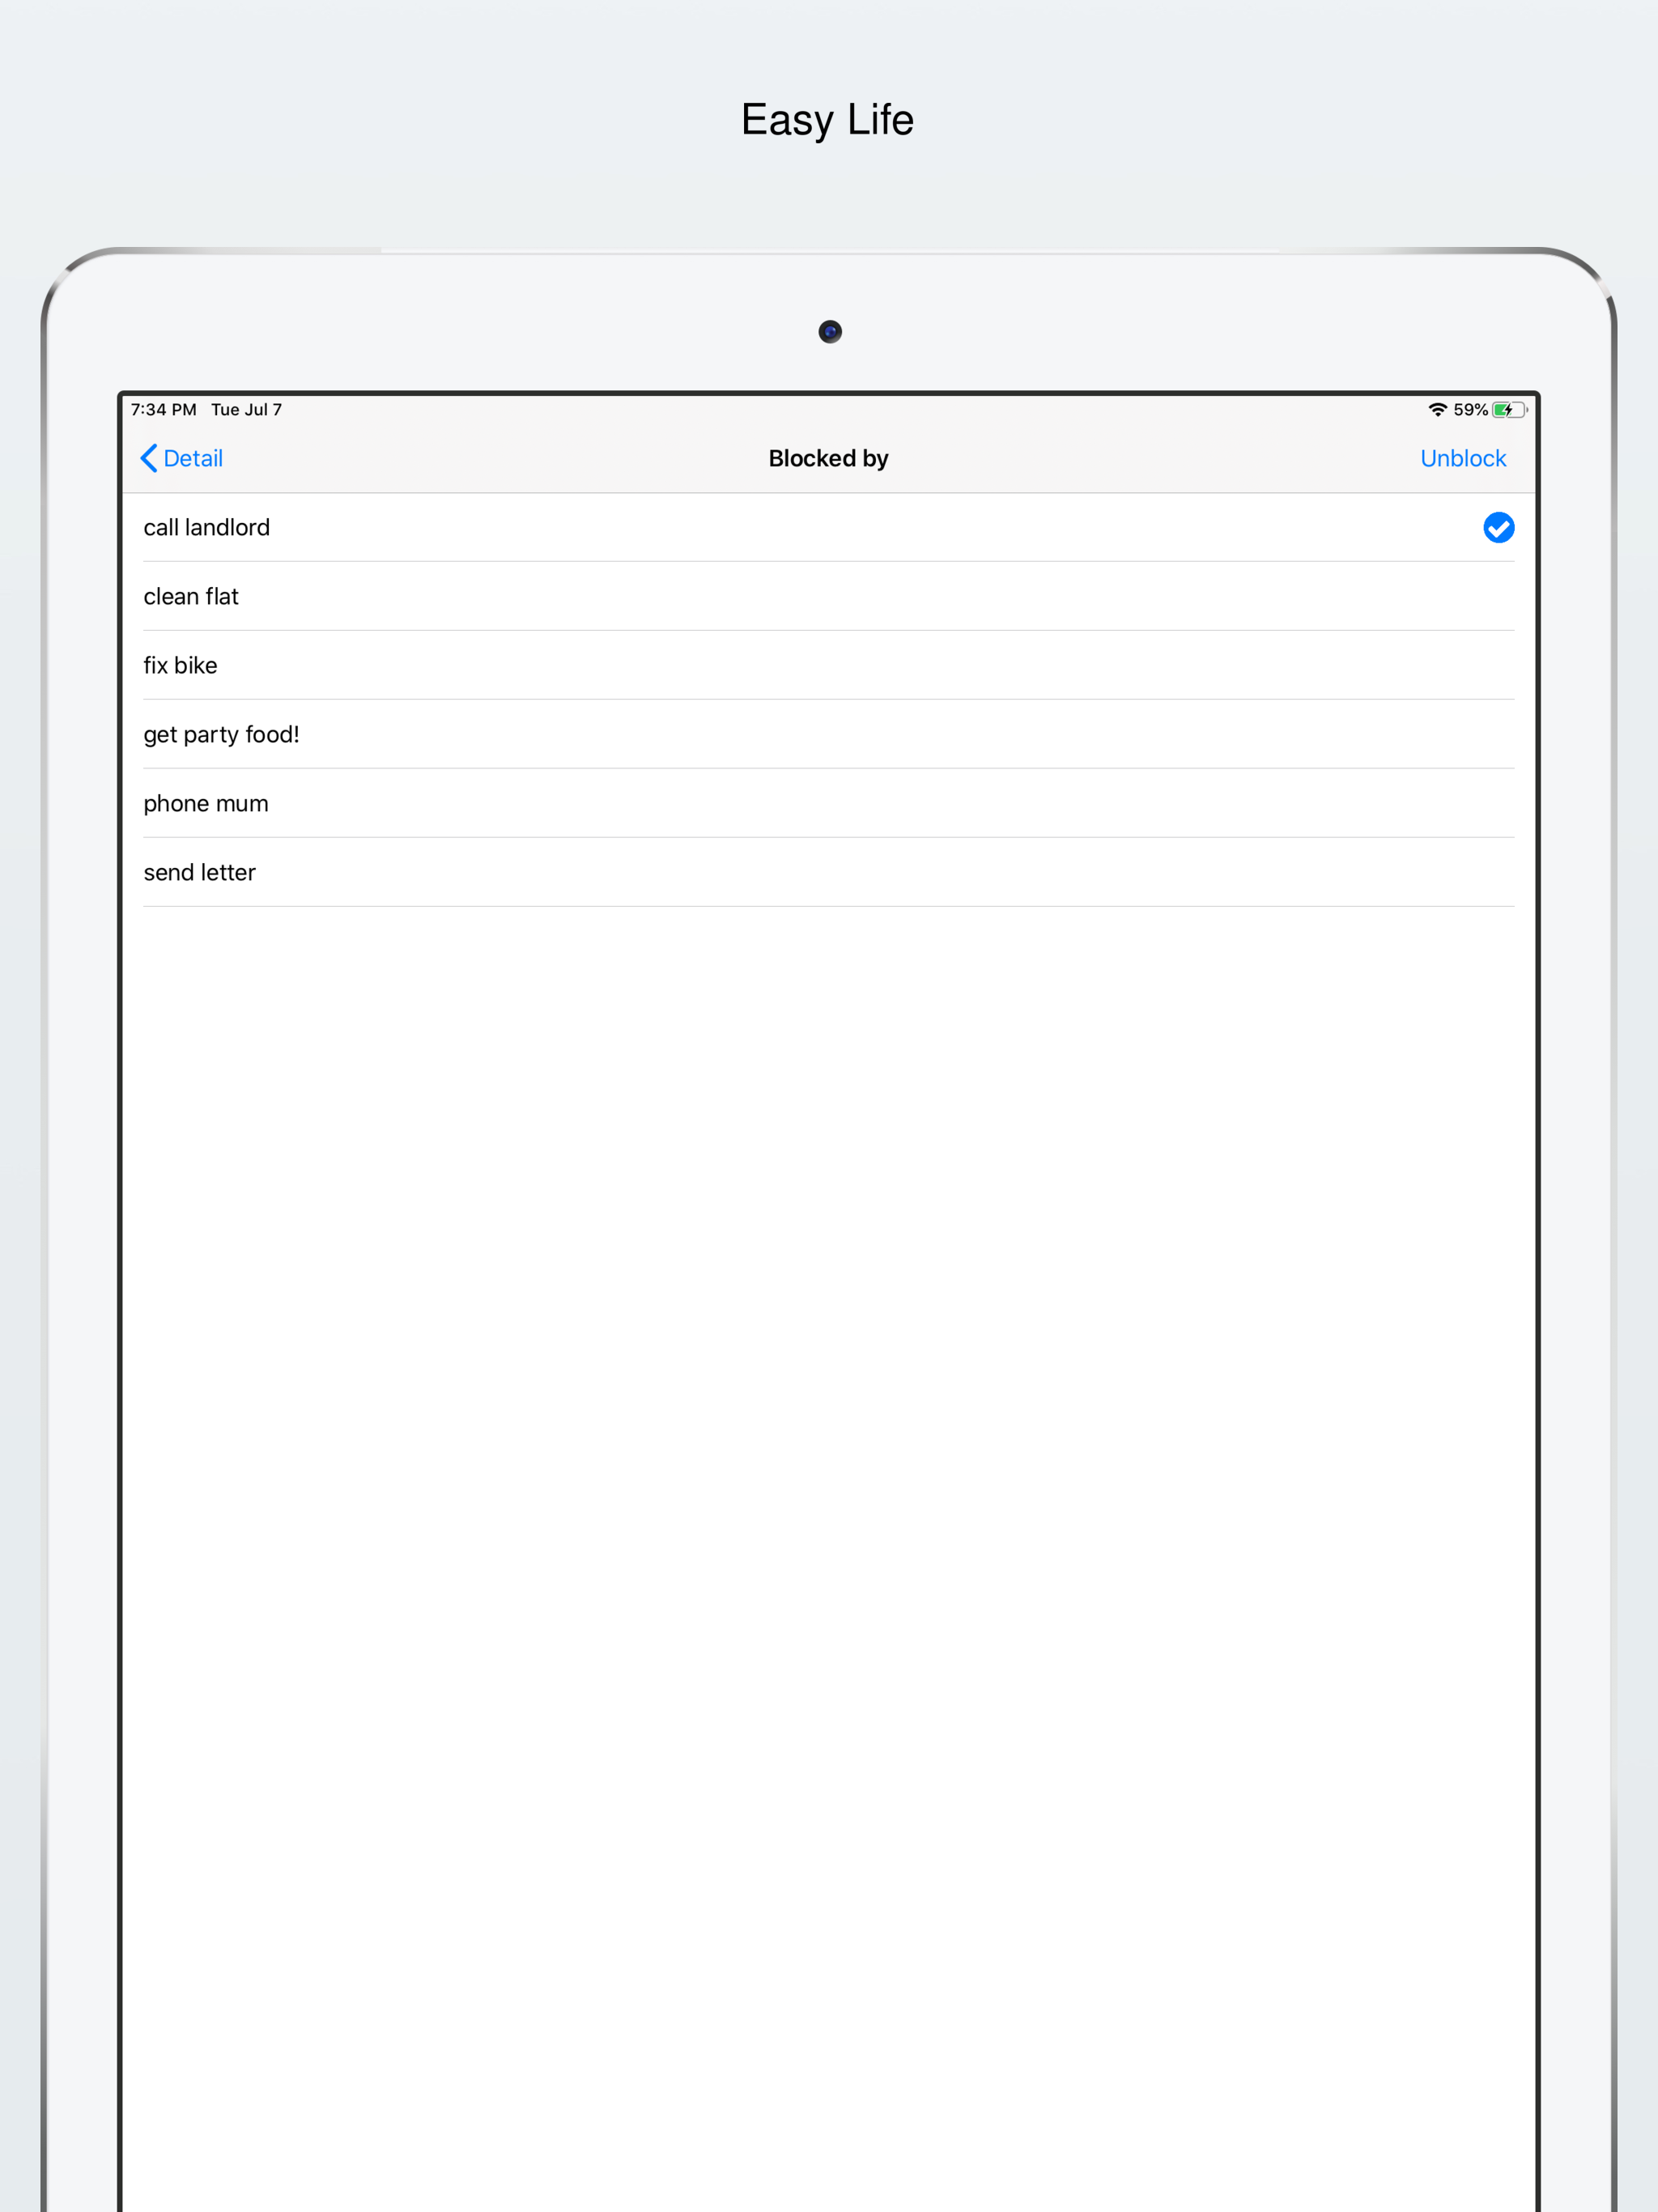 Easy Life
7:34 PM Tue Jul 7 59%
Detail Blocked by Unblock
call landlord
clean flat
fix bike
get party food!
phone mum
send letter